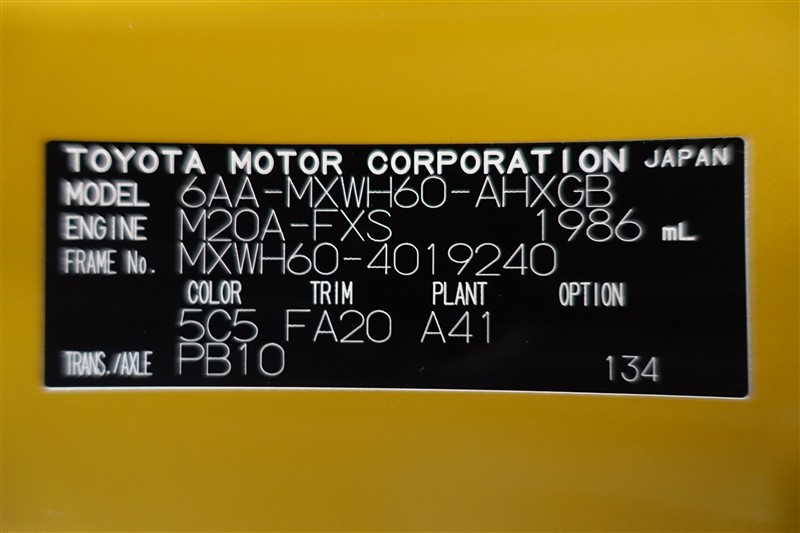 TOYOTA MOTOR CORPORATION JAPAN
MODEL 6AA-MXWH60-AHXGB
ENGINE M20A-FXS 1986 mL
FRAME No. MXWH60-4019240
COLOR TRIM PLANT OPTION
5C5 FA20 A41
TRANS./AXLE PB10 134